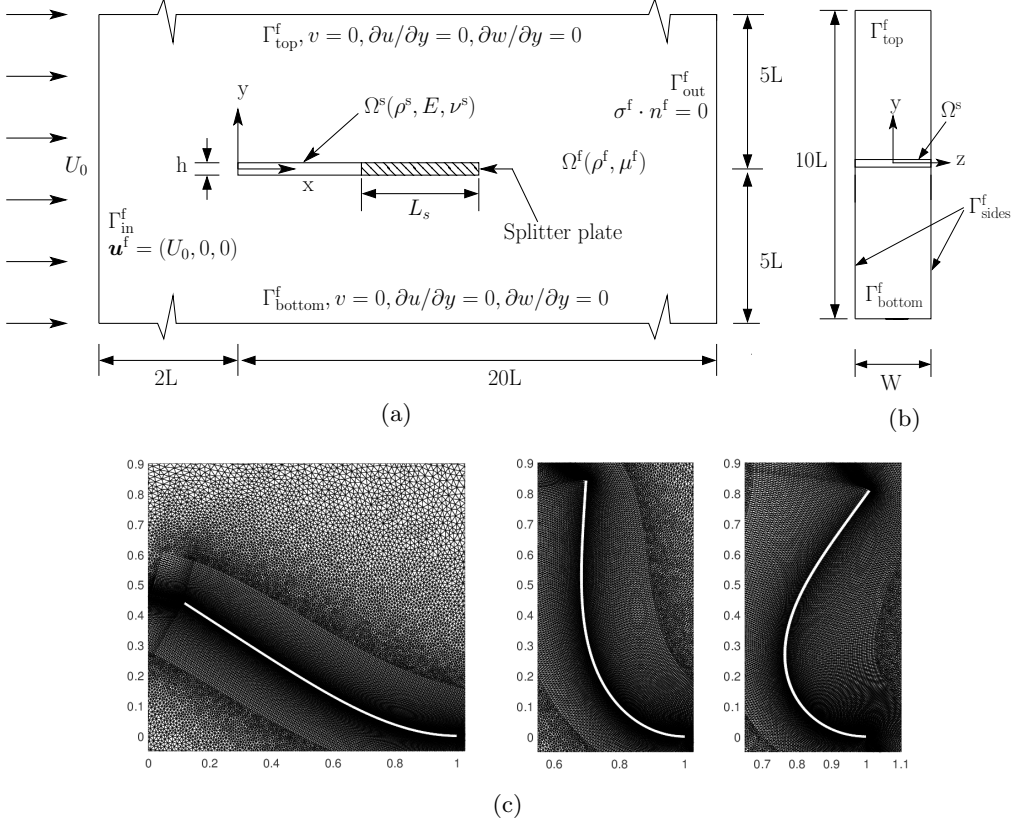 Γ^f_top, v = 0, ∂u/∂y = 0, ∂w/∂y = 0
Γ^f_out
σ^f · n^f = 0
y
Ω^s(ρ^s, E, ν^s)
U_0
h
x
Ω^f(ρ^f, μ^f)
L_s
Splitter plate
Γ^f_in
u^f = (U_0, 0, 0)
Γ^f_bottom, v = 0, ∂u/∂y = 0, ∂w/∂y = 0
5L
5L
2L
20L
(a)
Γ^f_top
y
Ω^s
z
10L
Γ^f_sides
Γ^f_bottom
W
(b)
0.9
0.8
0.7
0.6
0.5
0.4
0.3
0.2
0.1
0
0 0.2 0.4 0.6 0.8 1
0.9
0.8
0.7
0.6
0.5
0.4
0.3
0.2
0.1
0
0.6 0.8 1
0.9
0.8
0.7
0.6
0.5
0.4
0.3
0.2
0.1
0
0.7 0.8 0.9 1 1.1
(c)